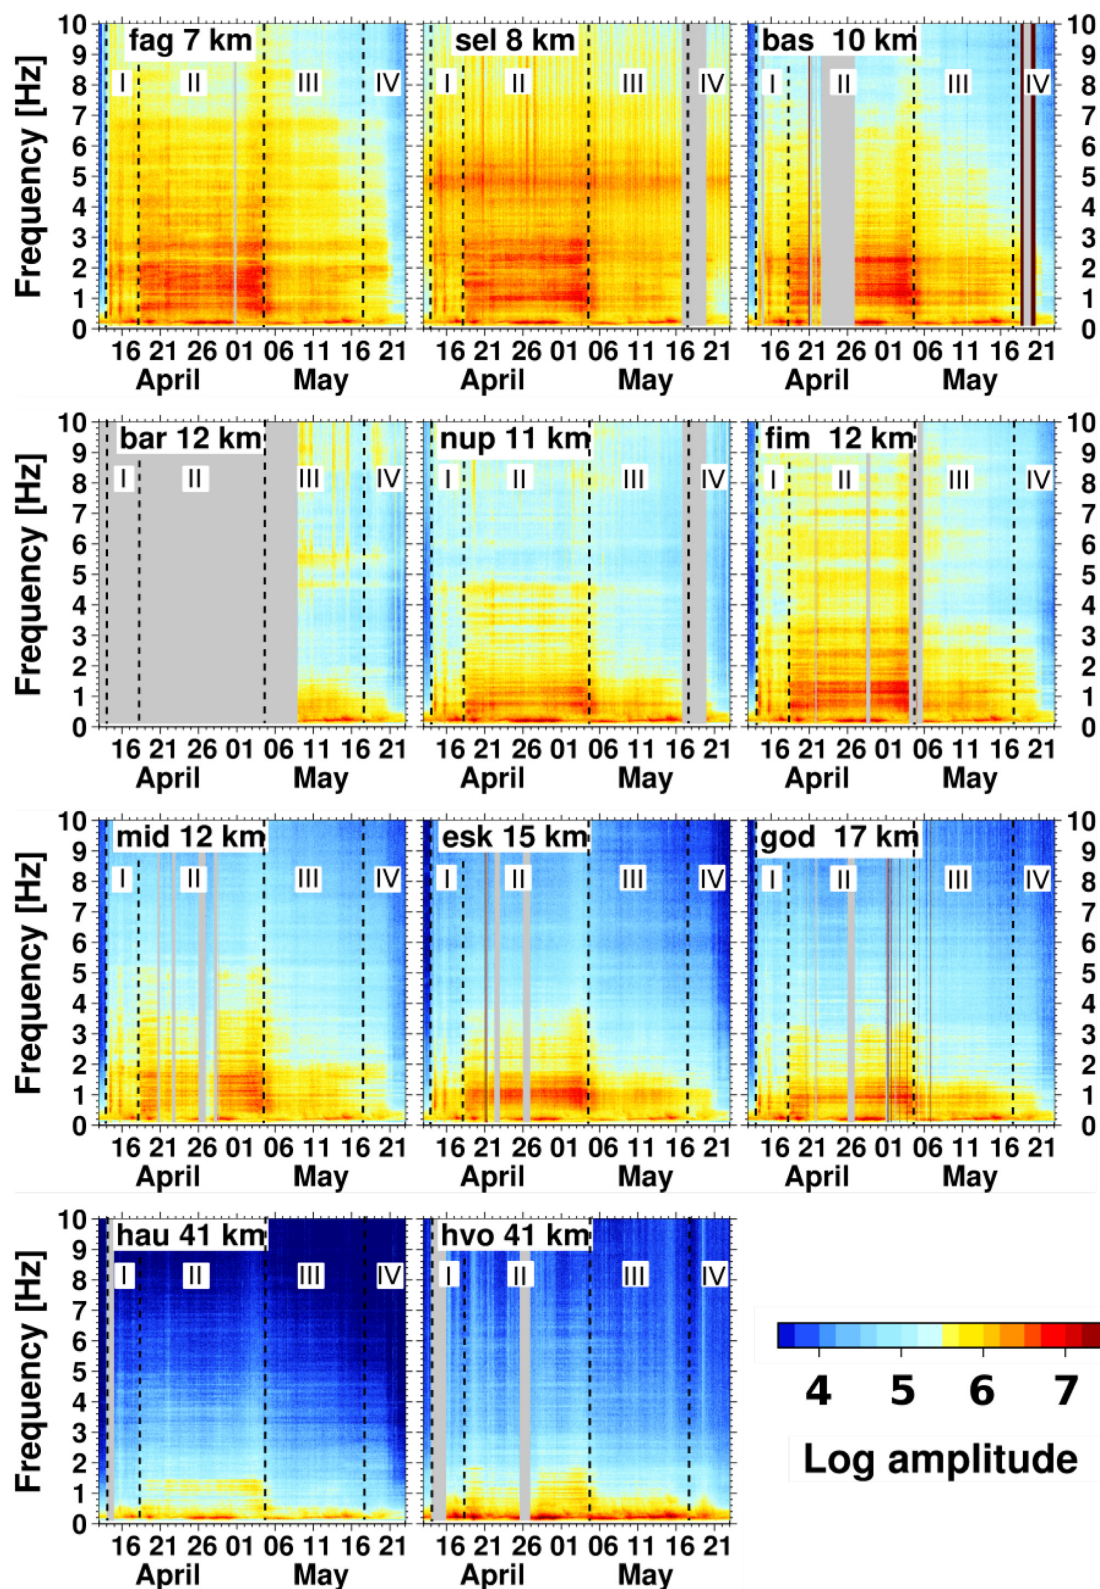 fag 7 km sel 8 km bas 10 km
I II III IV I II III IV I II III IV
Frequency [Hz]
10 9 8 7 6 5 4 3 2 1 0
10 9 8 7 6 5 4 3 2 1 0
16 21 26 01 06 11 16 21 16 21 26 01 06 11 16 21 16 21 26 01 06 11 16 21
April May April May April May
bar 12 km nup 11 km fim 12 km
I II III IV I II III IV I II III IV
Frequency [Hz]
10 9 8 7 6 5 4 3 2 1 0
10 9 8 7 6 5 4 3 2 1 0
16 21 26 01 06 11 16 21 16 21 26 01 06 11 16 21 16 21 26 01 06 11 16 21
April May April May April May
mid 12 km esk 15 km god 17 km
I II III IV I II III IV I II III IV
Frequency [Hz]
10 9 8 7 6 5 4 3 2 1 0
10 9 8 7 6 5 4 3 2 1 0
16 21 26 01 06 11 16 21 16 21 26 01 06 11 16 21 16 21 26 01 06 11 16 21
April May April May April May
hau 41 km hvo 41 km
I II III IV I II III IV
Frequency [Hz]
10 9 8 7 6 5 4 3 2 1 0
16 21 26 01 06 11 16 21 16 21 26 01 06 11 16 21
April May April May
4 5 6 7
Log amplitude